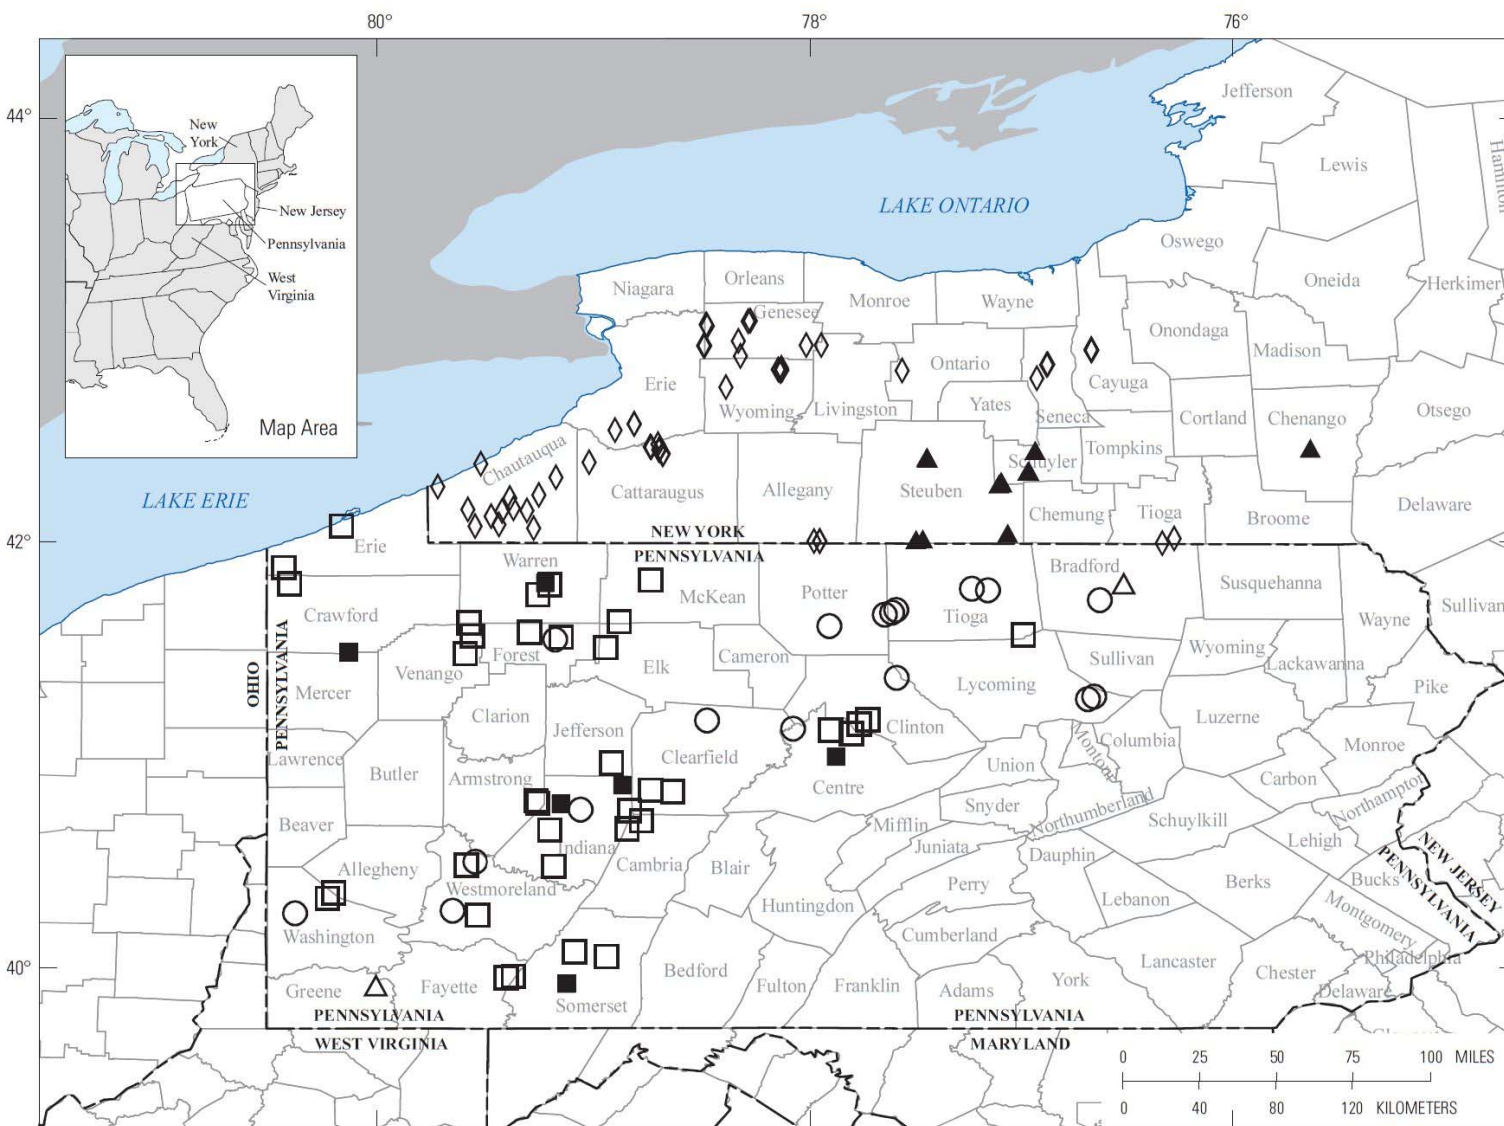 80°
78°
76°
44°
42°
40°
New
York
New Jersey
Pennsylvania
West
Virginia
Map Area
LAKE ONTARIO
LAKE ERIE
Jefferson
Lewis
Hamilton
Oswego
Oneida
Herkimer
Niagara
Orleans
Genesee
Monroe
Wayne
Onondaga
Madison
Erie
Wyoming
Livingston
Ontario
Yates
Seneca
Cayuga
Cortland
Chenango
Otsego
Chautauqua
Cattaraugus
Allegany
Steuben
Schuyler
Tompkins
Chemung
Tioga
Broome
Delaware
NEW YORK
PENNSYLVANIA
Erie
Warren
McKean
Potter
Tioga
Bradford
Susquehanna
Wayne
Sullivan
Crawford
Venango
Forest
Elk
Cameron
Sullivan
Wyoming
Lackawanna
Pike
OHIO
PENNSYLVANIA
Mercer
Clarion
Jefferson
Clearfield
Clinton
Lycoming
Luzerne
Columbia
Montour
Monroe
Lawrence
Butler
Armstrong
Centre
Union
Snyder
Northumberland
Carbon
Northampton
Schuylkill
Lehigh
Beaver
Allegheny
Indiana
Cambria
Blair
Mifflin
Juniata
Dauphin
Perry
Lebanon
Berks
Bucks
NEW JERSEY
PENNSYLVANIA
Westmoreland
Huntingdon
Montgomery
Washington
Cumberland
Philadelphia
Greene
Fayette
Somerset
Bedford
Fulton
Franklin
Adams
York
Lancaster
Chester
Delaware
PENNSYLVANIA
WEST VIRGINIA
PENNSYLVANIA
MARYLAND
0 25 50 75 100 MILES
0 40 80 120 KILOMETERS